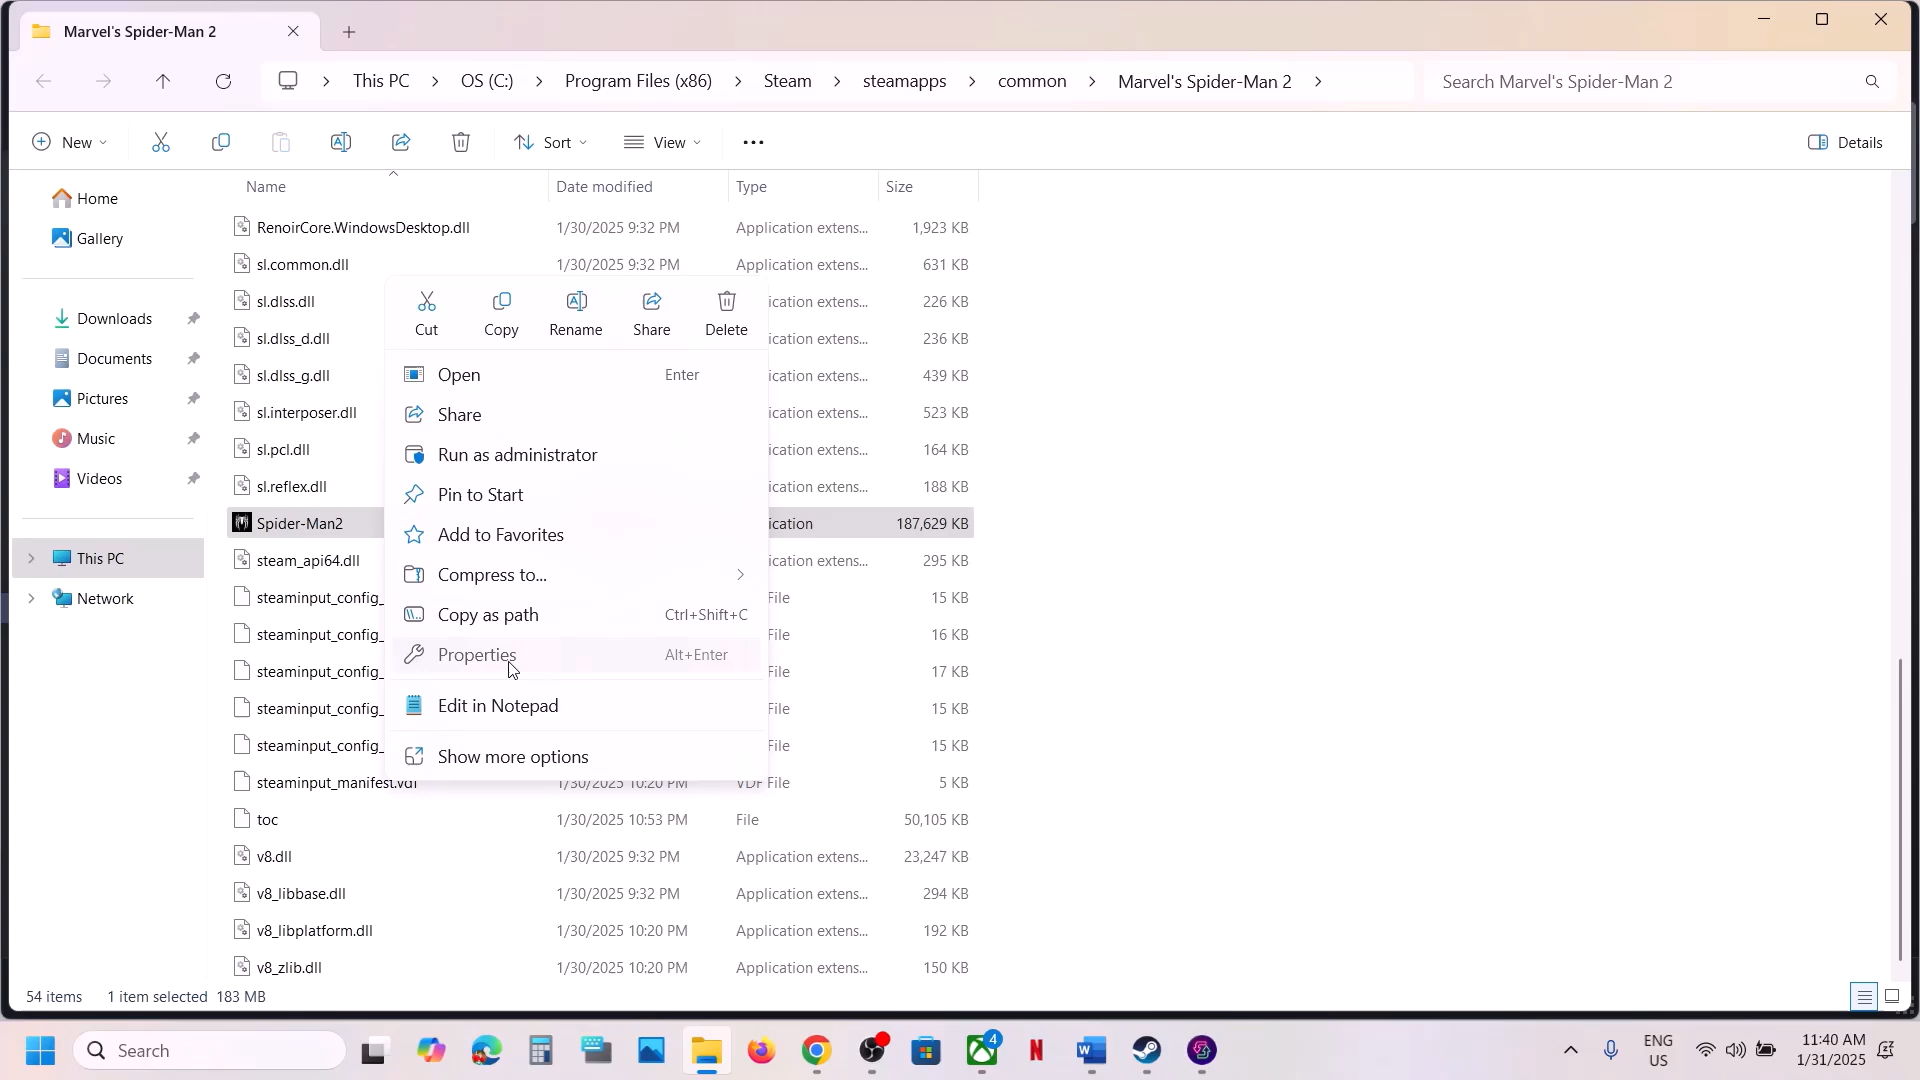 Marvel's Spider-Man 2
This PC > OS (C:) > Program Files (x86) > Steam > steamapps > common > Marvel's Spider-Man 2 >
Search Marvel's Spider-Man 2
New
Sort
View
Details
Home
Gallery
Downloads
Documents
Pictures
Music
Videos
This PC
Network
Name Date modified Type Size
RenoirCore.WindowsDesktop.dll 1/30/2025 9:32 PM Application extens... 1,923 KB
sl.common.dll 1/30/2025 9:32 PM Application extens... 631 KB
sl.dlss.dll ication extens... 226 KB
sl.dlss_d.dll ication extens... 236 KB
sl.dlss_g.dll ication extens... 439 KB
sl.interposer.dll ication extens... 523 KB
sl.pcl.dll ication extens... 164 KB
sl.reflex.dll ication extens... 188 KB
Spider-Man2 ication 187,629 KB
steam_api64.dll ication extens... 295 KB
steaminput_config_ File 15 KB
steaminput_config_ File 16 KB
steaminput_config_ File 17 KB
steaminput_config_ File 15 KB
steaminput_config_ File 15 KB
steaminput_manifest.vdf 1/30/2025 10:20 PM VDF File 5 KB
toc 1/30/2025 10:53 PM File 50,105 KB
v8.dll 1/30/2025 9:32 PM Application extens... 23,247 KB
v8_libbase.dll 1/30/2025 9:32 PM Application extens... 294 KB
v8_libplatform.dll 1/30/2025 10:20 PM Application extens... 192 KB
v8_zlib.dll 1/30/2025 10:20 PM Application extens... 150 KB
Cut Copy Rename Share Delete
Open Enter
Share
Run as administrator
Pin to Start
Add to Favorites
Compress to...
Copy as path Ctrl+Shift+C
Properties Alt+Enter
Edit in Notepad
Show more options
54 items 1 item selected 183 MB
Search
4
ENG
US
11:40 AM
1/31/2025